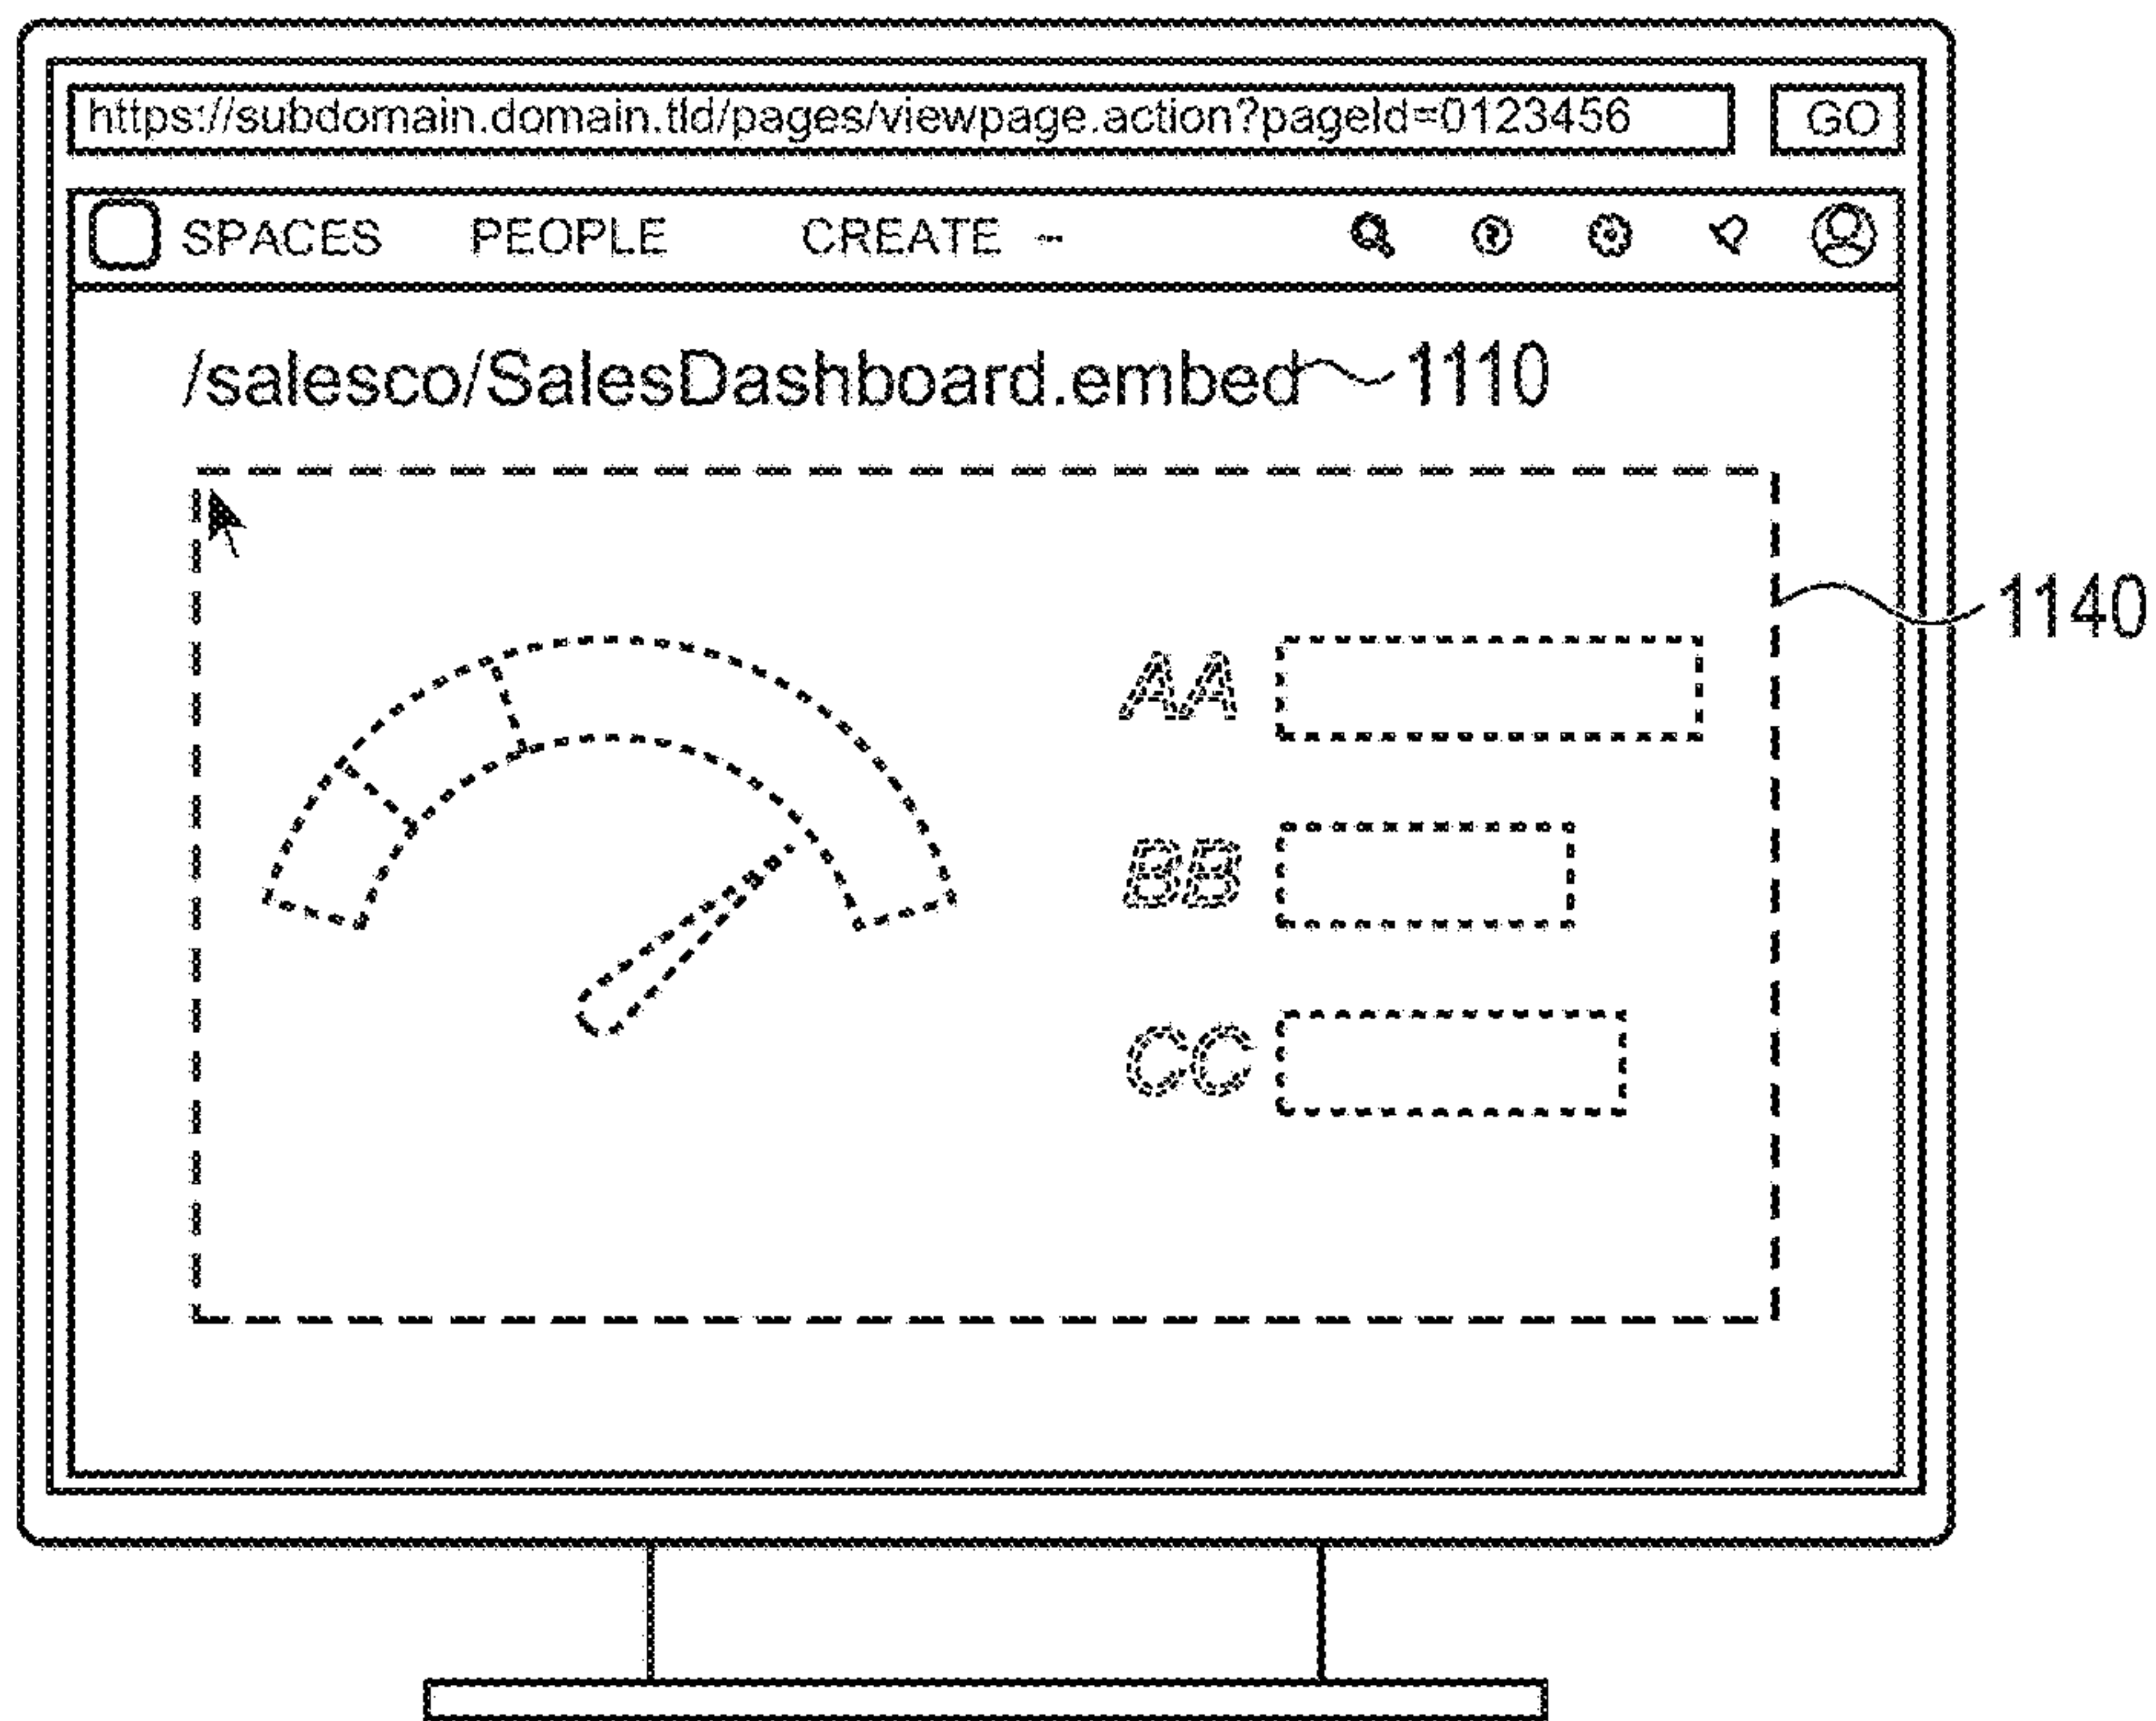 https://subdomain.domain.tld/pages/viewpage.action?pageId=0123456 GO
SPACES PEOPLE CREATE --
/salesco/SalesDashboard.embed 1110
1140
AA
BB
CC